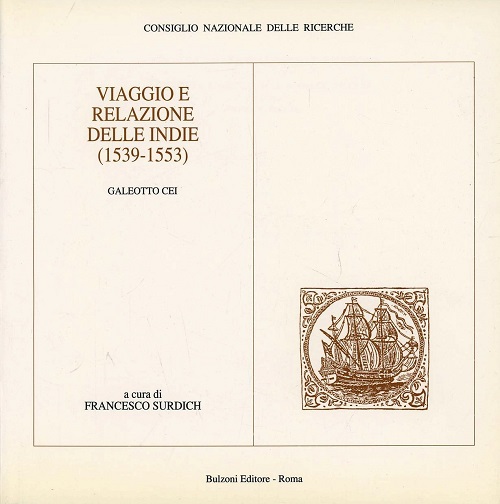 CONSIGLIO NAZIONALE DELLE RICERCHE
VIAGGIO E
RELAZIONE
DELLE INDIE
(1539-1553)
GALEOTTO CEI
a cura di
FRANCESCO SURDICH
Bulzoni Editore - Roma